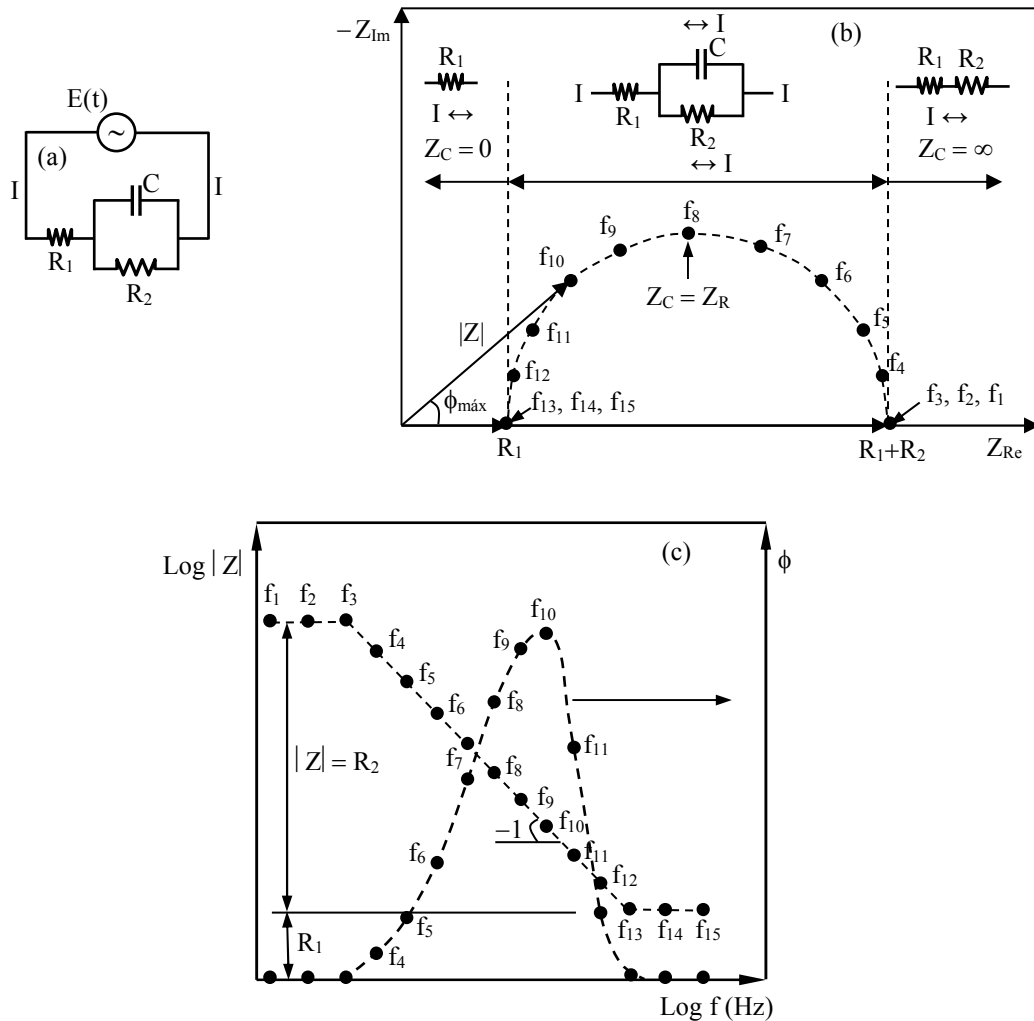 (a)
E(t)
~
I
I
C
R₁
R₂
(b)
−Z_Im
R₁
I ↔
Z_C = 0
↔ I
C
I
I
R₁
R₂
↔ I
R₁ R₂
I ↔
Z_C = ∞
f₈
f₉
f₇
f₁₀
f₆
Z_C = Z_R
|Z|
f₁₁
f₅
f₁₂
f₄
ϕ_máx
f₁₃, f₁₄, f₁₅
f₃, f₂, f₁
R₁
R₁+R₂
Z_Re
(c)
Log |Z|
ϕ
f₁ f₂ f₃
f₁₀
f₄
f₉
f₅
f₆
f₈
f₁₁
|Z| = R₂
f₇
f₈
f₉
−1
f₁₀
f₆
f₁₁
f₁₂
f₅
R₁
f₄
f₁₃ f₁₄ f₁₅
Log f (Hz)